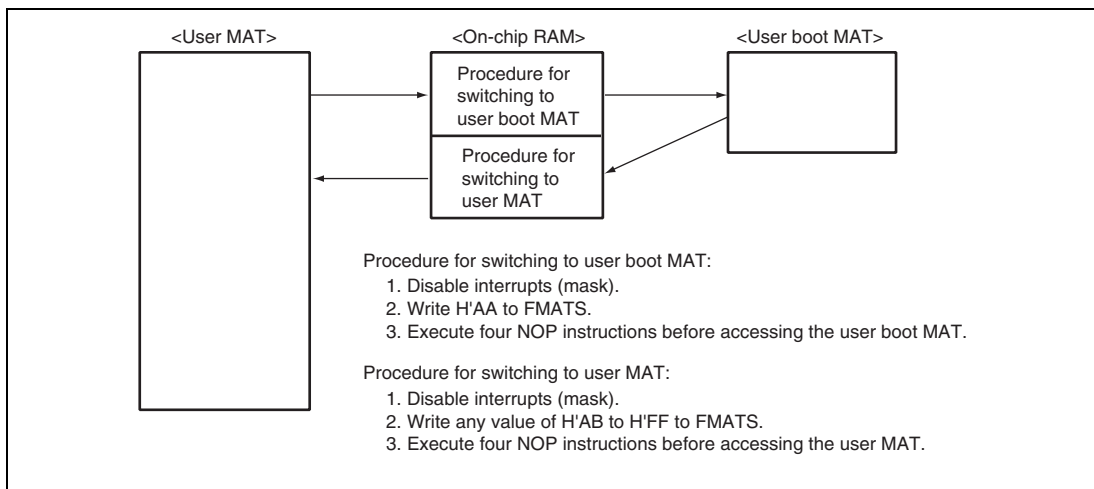 <User MAT> <On-chip RAM> <User boot MAT>
Procedure for
switching to
user boot MAT
Procedure for
switching to
user MAT
Procedure for switching to user boot MAT:
1. Disable interrupts (mask).
2. Write H'AA to FMATS.
3. Execute four NOP instructions before accessing the user boot MAT.
Procedure for switching to user MAT:
1. Disable interrupts (mask).
2. Write any value of H'AB to H'FF to FMATS.
3. Execute four NOP instructions before accessing the user MAT.